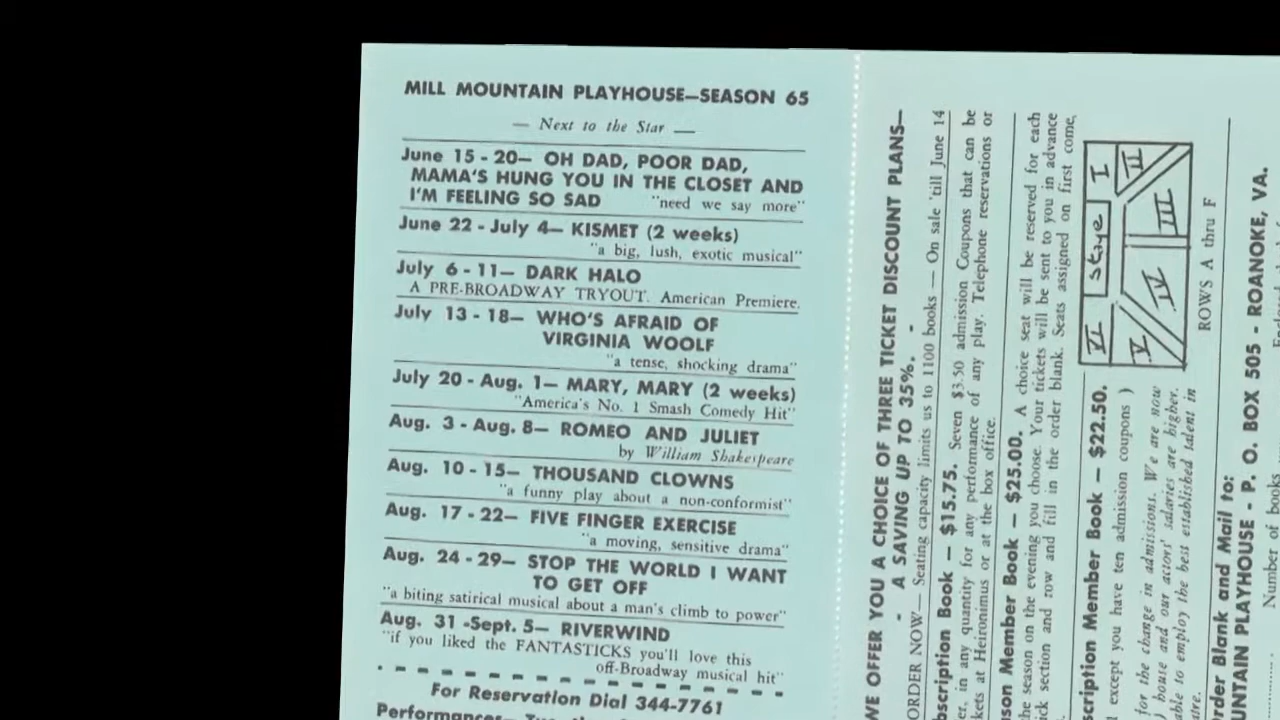 MILL MOUNTAIN PLAYHOUSE—SEASON 65
— Next to the Star —
June 15 - 20— OH DAD, POOR DAD,
MAMA'S HUNG YOU IN THE CLOSET AND
I'M FEELING SO SAD "need we say more"
June 22 - July 4— KISMET (2 weeks)
"a big, lush, exotic musical"
July 6 - 11— DARK HALO
A PRE-BROADWAY TRYOUT. American Premiere.
July 13 - 18— WHO'S AFRAID OF
VIRGINIA WOOLF
"a tense, shocking drama"
July 20 - Aug. 1— MARY, MARY (2 weeks)
"America's No. 1 Smash Comedy Hit"
Aug. 3 - Aug. 8— ROMEO AND JULIET
by William Shakespeare
Aug. 10 - 15— THOUSAND CLOWNS
"a funny play about a non-conformist"
Aug. 17 - 22— FIVE FINGER EXERCISE
"a moving, sensitive drama"
Aug. 24 - 29— STOP THE WORLD I WANT
TO GET OFF
"a biting satirical musical about a man's climb to power"
Aug. 31 -Sept. 5— RIVERWIND
"if you liked the FANTASTICKS you'll love this
off-Broadway musical hit"
For Reservation Dial 344-7761
WE OFFER YOU A CHOICE OF THREE TICKET DISCOUNT PLANS—
- A SAVING UP TO 35%. -
ORDER NOW!— Seating capacity limits us to 1100 books — On sale 'till June 14
Book — $15.75. Seven $3.50 admission Coupons that can be
in any quantity for any performance of any play. Telephone reservations or
at Heironimus or at the box office.
Member Book — $25.00. A choice seat will be reserved for each
the season on the evening you choose. Your tickets will be sent to you in advance
section and row and fill in the order blank. Seats assigned on first come,
Member Book — $22.50.
except you have ten admission coupons )
for the change in admissions. We are now
house and our actors' salaries are higher.
to employ the best established talent in
VI Stage I
V IV III II
ROWS A thru F
Blank and Mail to:
PLAYHOUSE - P. O. BOX 505 - ROANOKE, VA.
Number of books